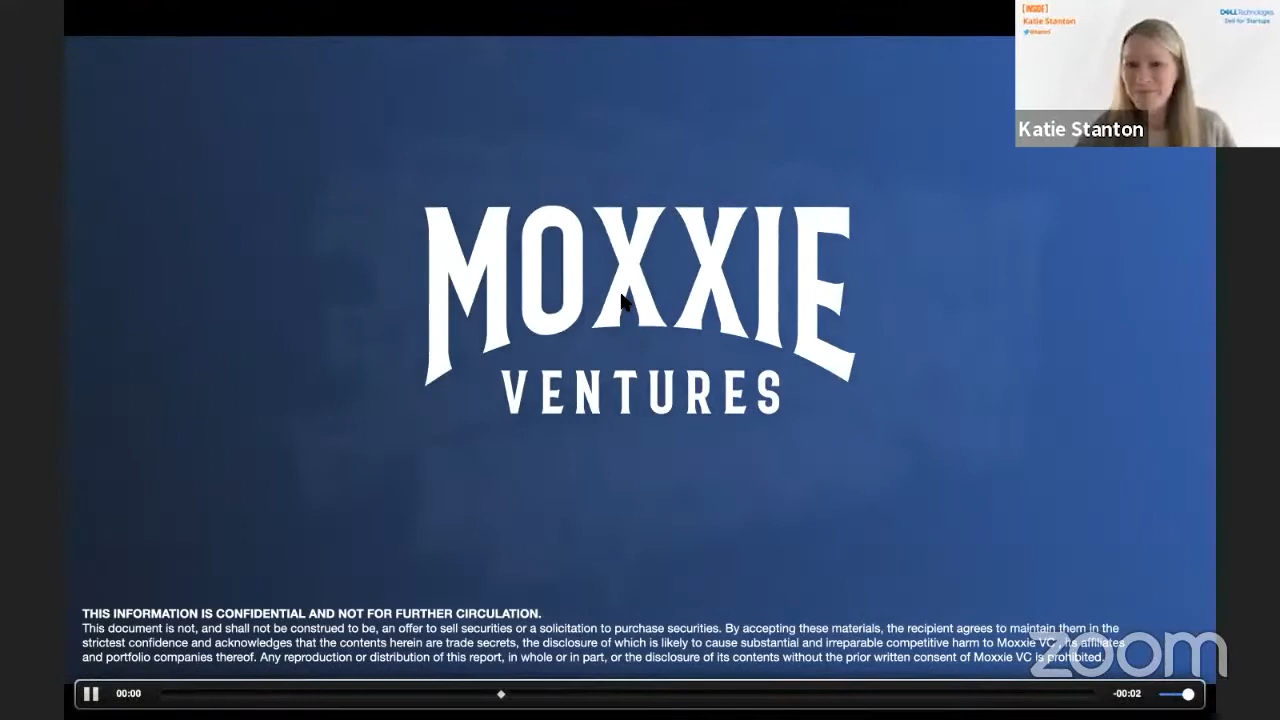 [INSIDE]
Katie Stanton
DELLTechnologies
Dell for Startups
Katie Stanton
MOXXIE
VENTURES
THIS INFORMATION IS CONFIDENTIAL AND NOT FOR FURTHER CIRCULATION.
This document is not, and shall not be construed to be, an offer to sell securities or a solicitation to purchase securities. By accepting these materials, the recipient agrees to maintain them in the
strictest confidence and acknowledges that the contents herein are trade secrets, the disclosure of which is likely to cause substantial and irreparable competitive harm to Moxxie VC, its affiliates
and portfolio companies thereof. Any reproduction or distribution of this report, in whole or in part, or the disclosure of its contents without the prior written consent of Moxxie VC is prohibited.
zoom
00:00
-00:02